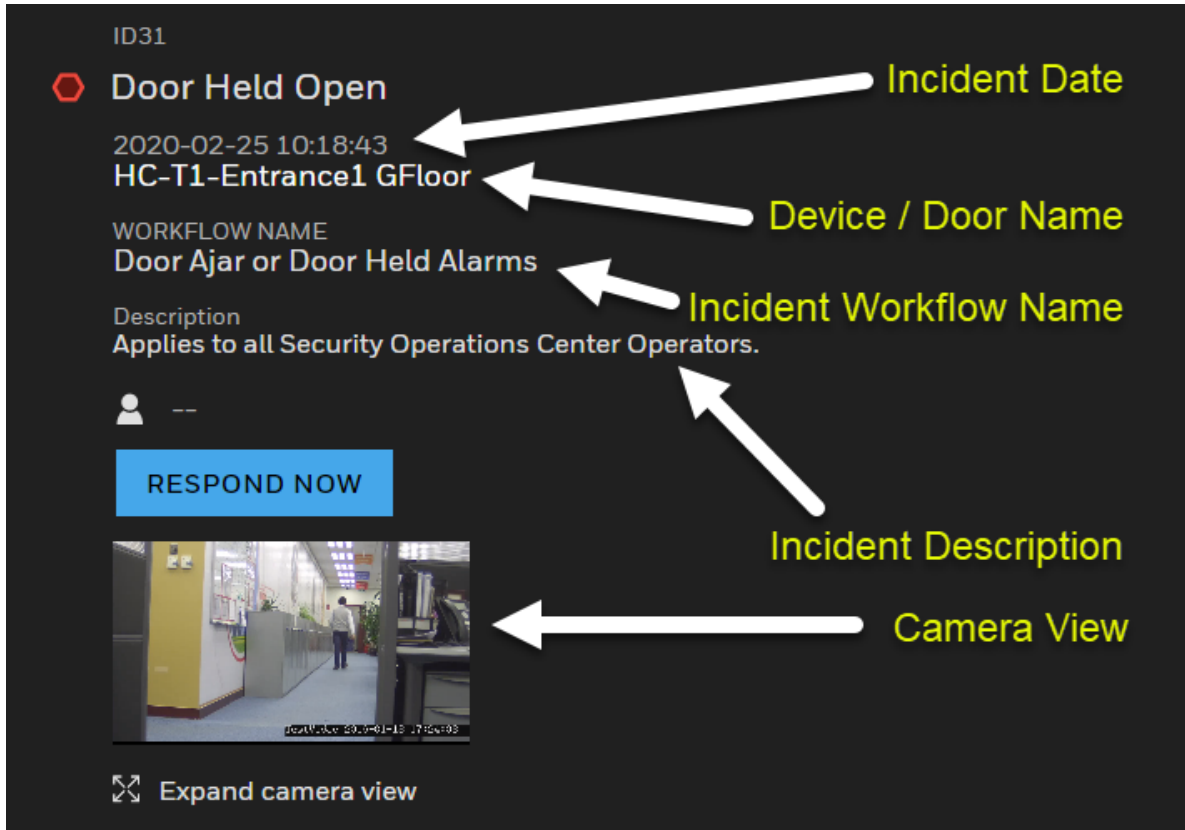 ID31
Door Held Open
Incident Date
2020-02-25 10:18:43
HC-T1-Entrance1 GFloor
Device / Door Name
WORKFLOW NAME
Door Ajar or Door Held Alarms
Incident Workflow Name
Description
Applies to all Security Operations Center Operators.
--
RESPOND NOW
Incident Description
Camera View
Expand camera view